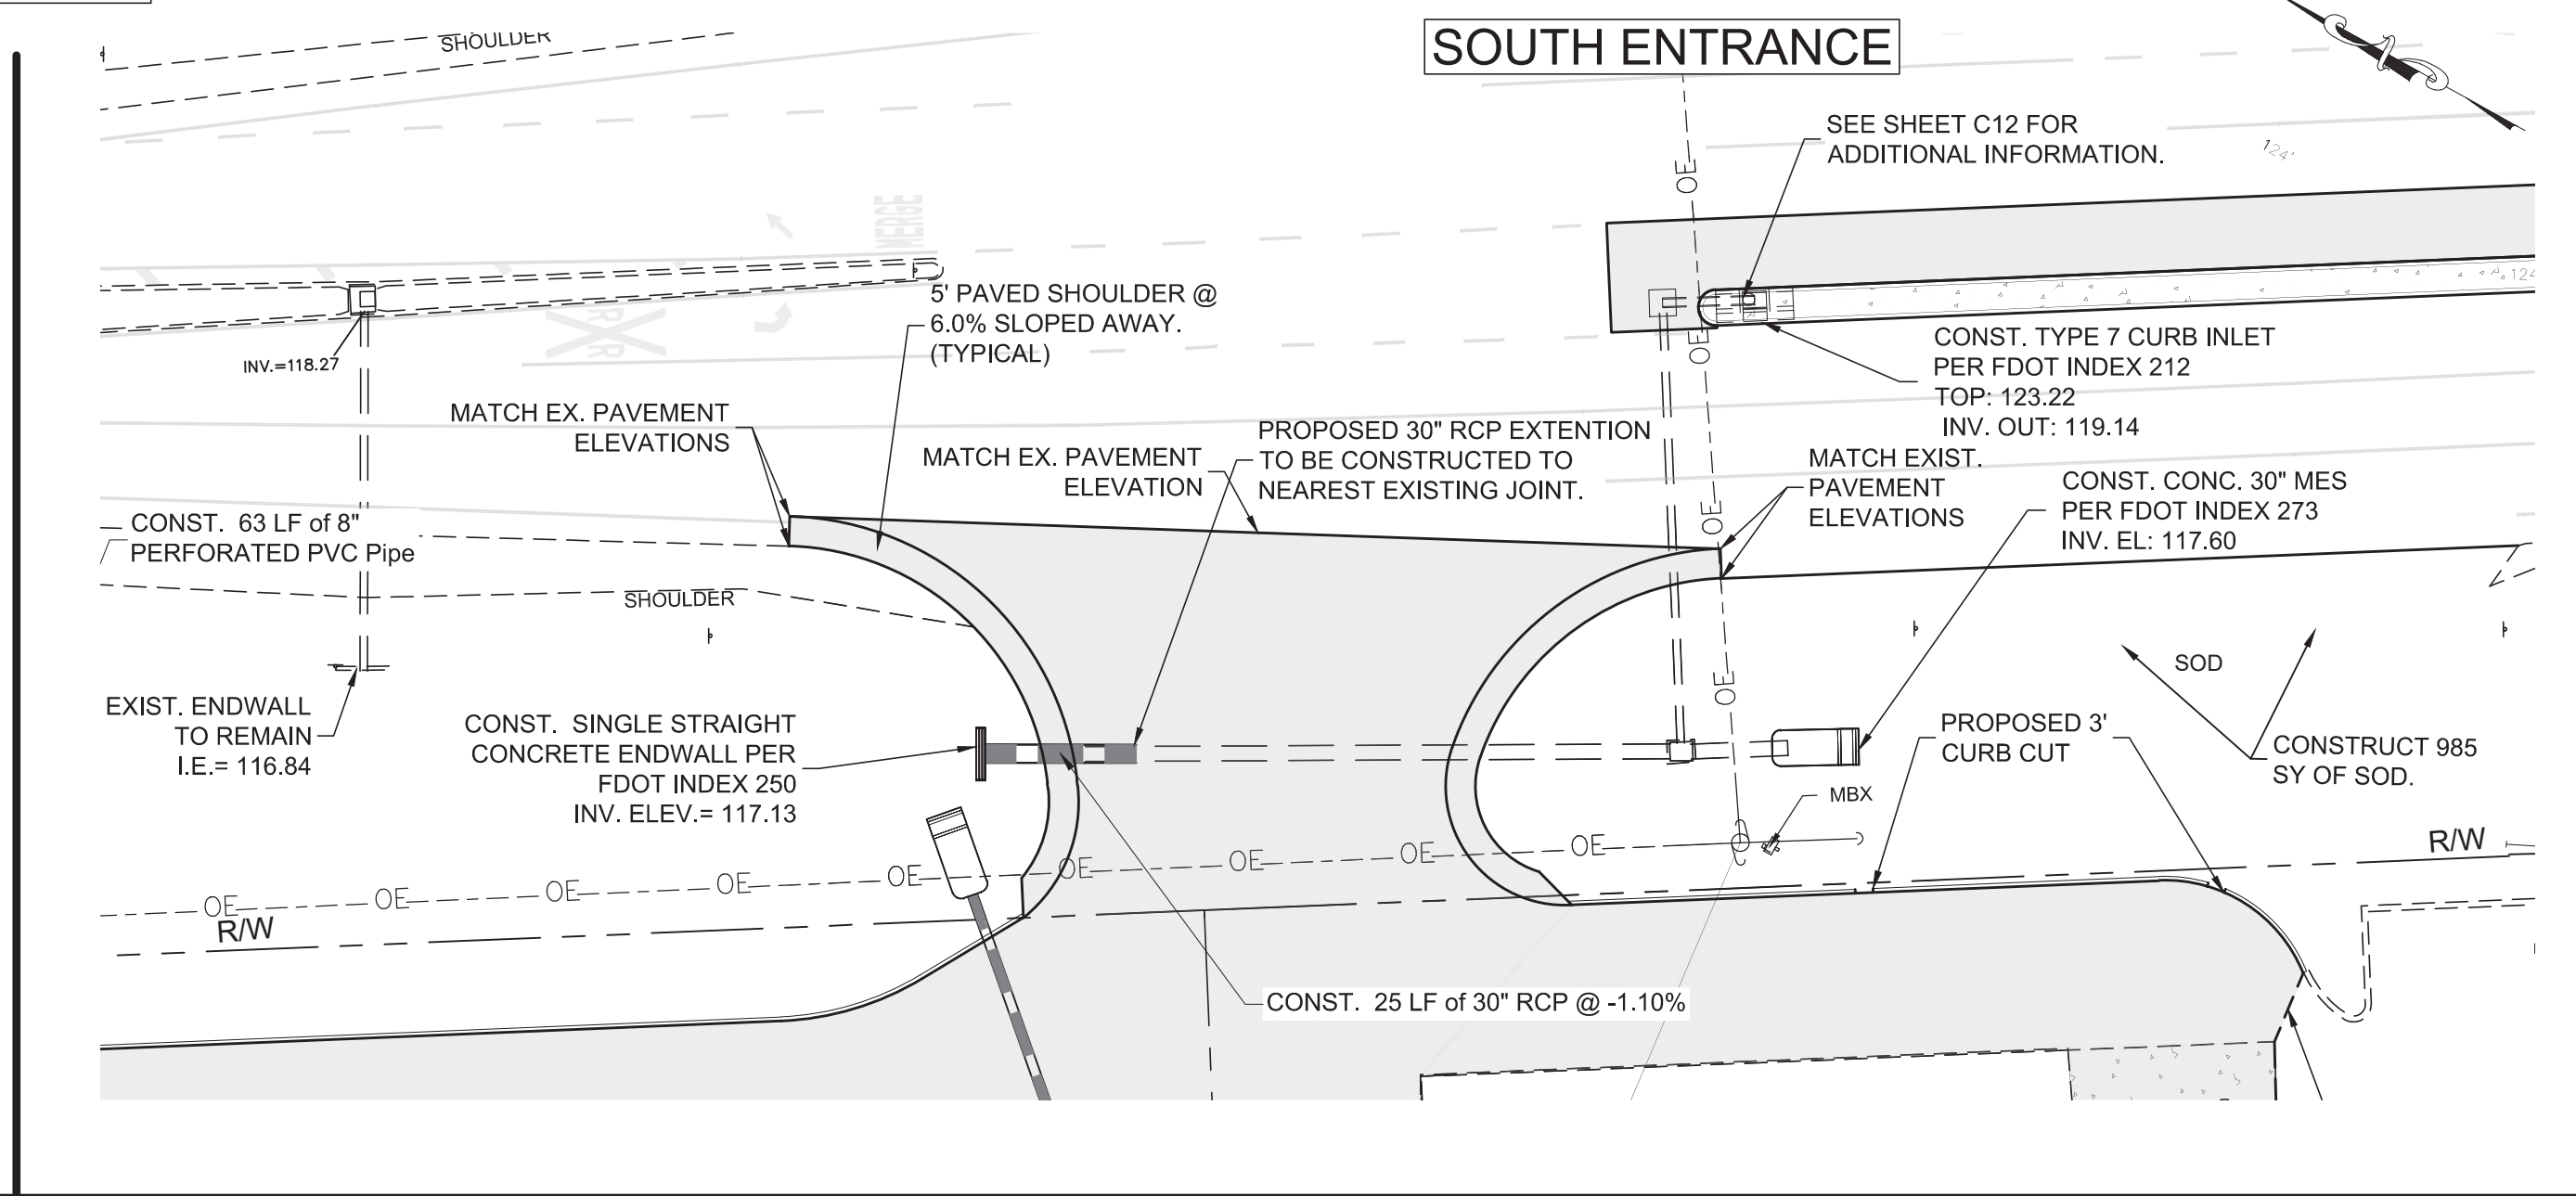 SHOULDER
SOUTH ENTRANCE
SEE SHEET C12 FOR
ADDITIONAL INFORMATION.
124'
OE
MERGE
124
5' PAVED SHOULDER @
6.0% SLOPED AWAY.
(TYPICAL)
R R
INV.=118.27
OE
CONST. TYPE 7 CURB INLET
PER FDOT INDEX 212
TOP: 123.22
INV. OUT: 119.14
MATCH EX. PAVEMENT
ELEVATIONS
MATCH EX. PAVEMENT
ELEVATION
PROPOSED 30" RCP EXTENTION
TO BE CONSTRUCTED TO
NEAREST EXISTING JOINT.
MATCH EXIST.
PAVEMENT
ELEVATIONS
CONST. CONC. 30" MES
PER FDOT INDEX 273
INV. EL: 117.60
OE
CONST. 63 LF of 8"
PERFORATED PVC Pipe
SHOULDER
SOD
OE
EXIST. ENDWALL
TO REMAIN
I.E.= 116.84
CONST. SINGLE STRAIGHT
CONCRETE ENDWALL PER
FDOT INDEX 250
INV. ELEV.= 117.13
PROPOSED 3'
CURB CUT
CONSTRUCT 985
SY OF SOD.
MBX
R/W
OE OE OE OE OE OE OE OE OE
R/W
CONST. 25 LF of 30" RCP @ -1.10%